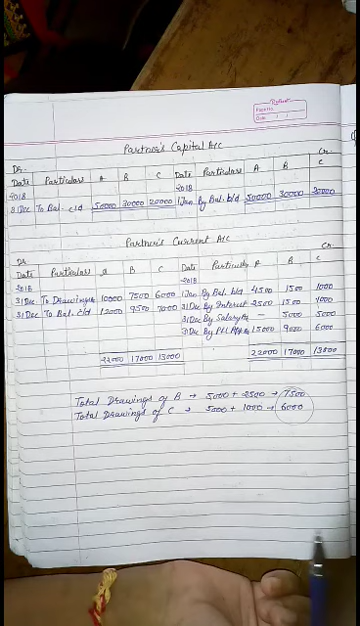 Partner's Capital A/c
Dr. Cr
Date Particulars A B C Date Particulars A B C
2018 2018
31 Dec To Bal. c/d 50000 30000 20000 1 Jan By Bal. b/d 50000 30000 20000
Partner's Current A/c
Dr Cr
Date Particulars A B C Date Particulars A B C
2018 2018
31 Dec To Drawings 10000 7500 6000 1 Jan By Bal. b/d 4500 1500 1000
31 Dec To Bal. c/d 12000 9500 7000 31 Dec By Interest 2500 1500 1000
31 Dec By Salary - 5000 5000
31 Dec By P/L App 15000 9000 6000
22000 17000 13000 22000 17000 13000
Total Drawings of B → 5000 + 2500 → 7500
Total Drawings of C → 5000 + 1000 → 6000